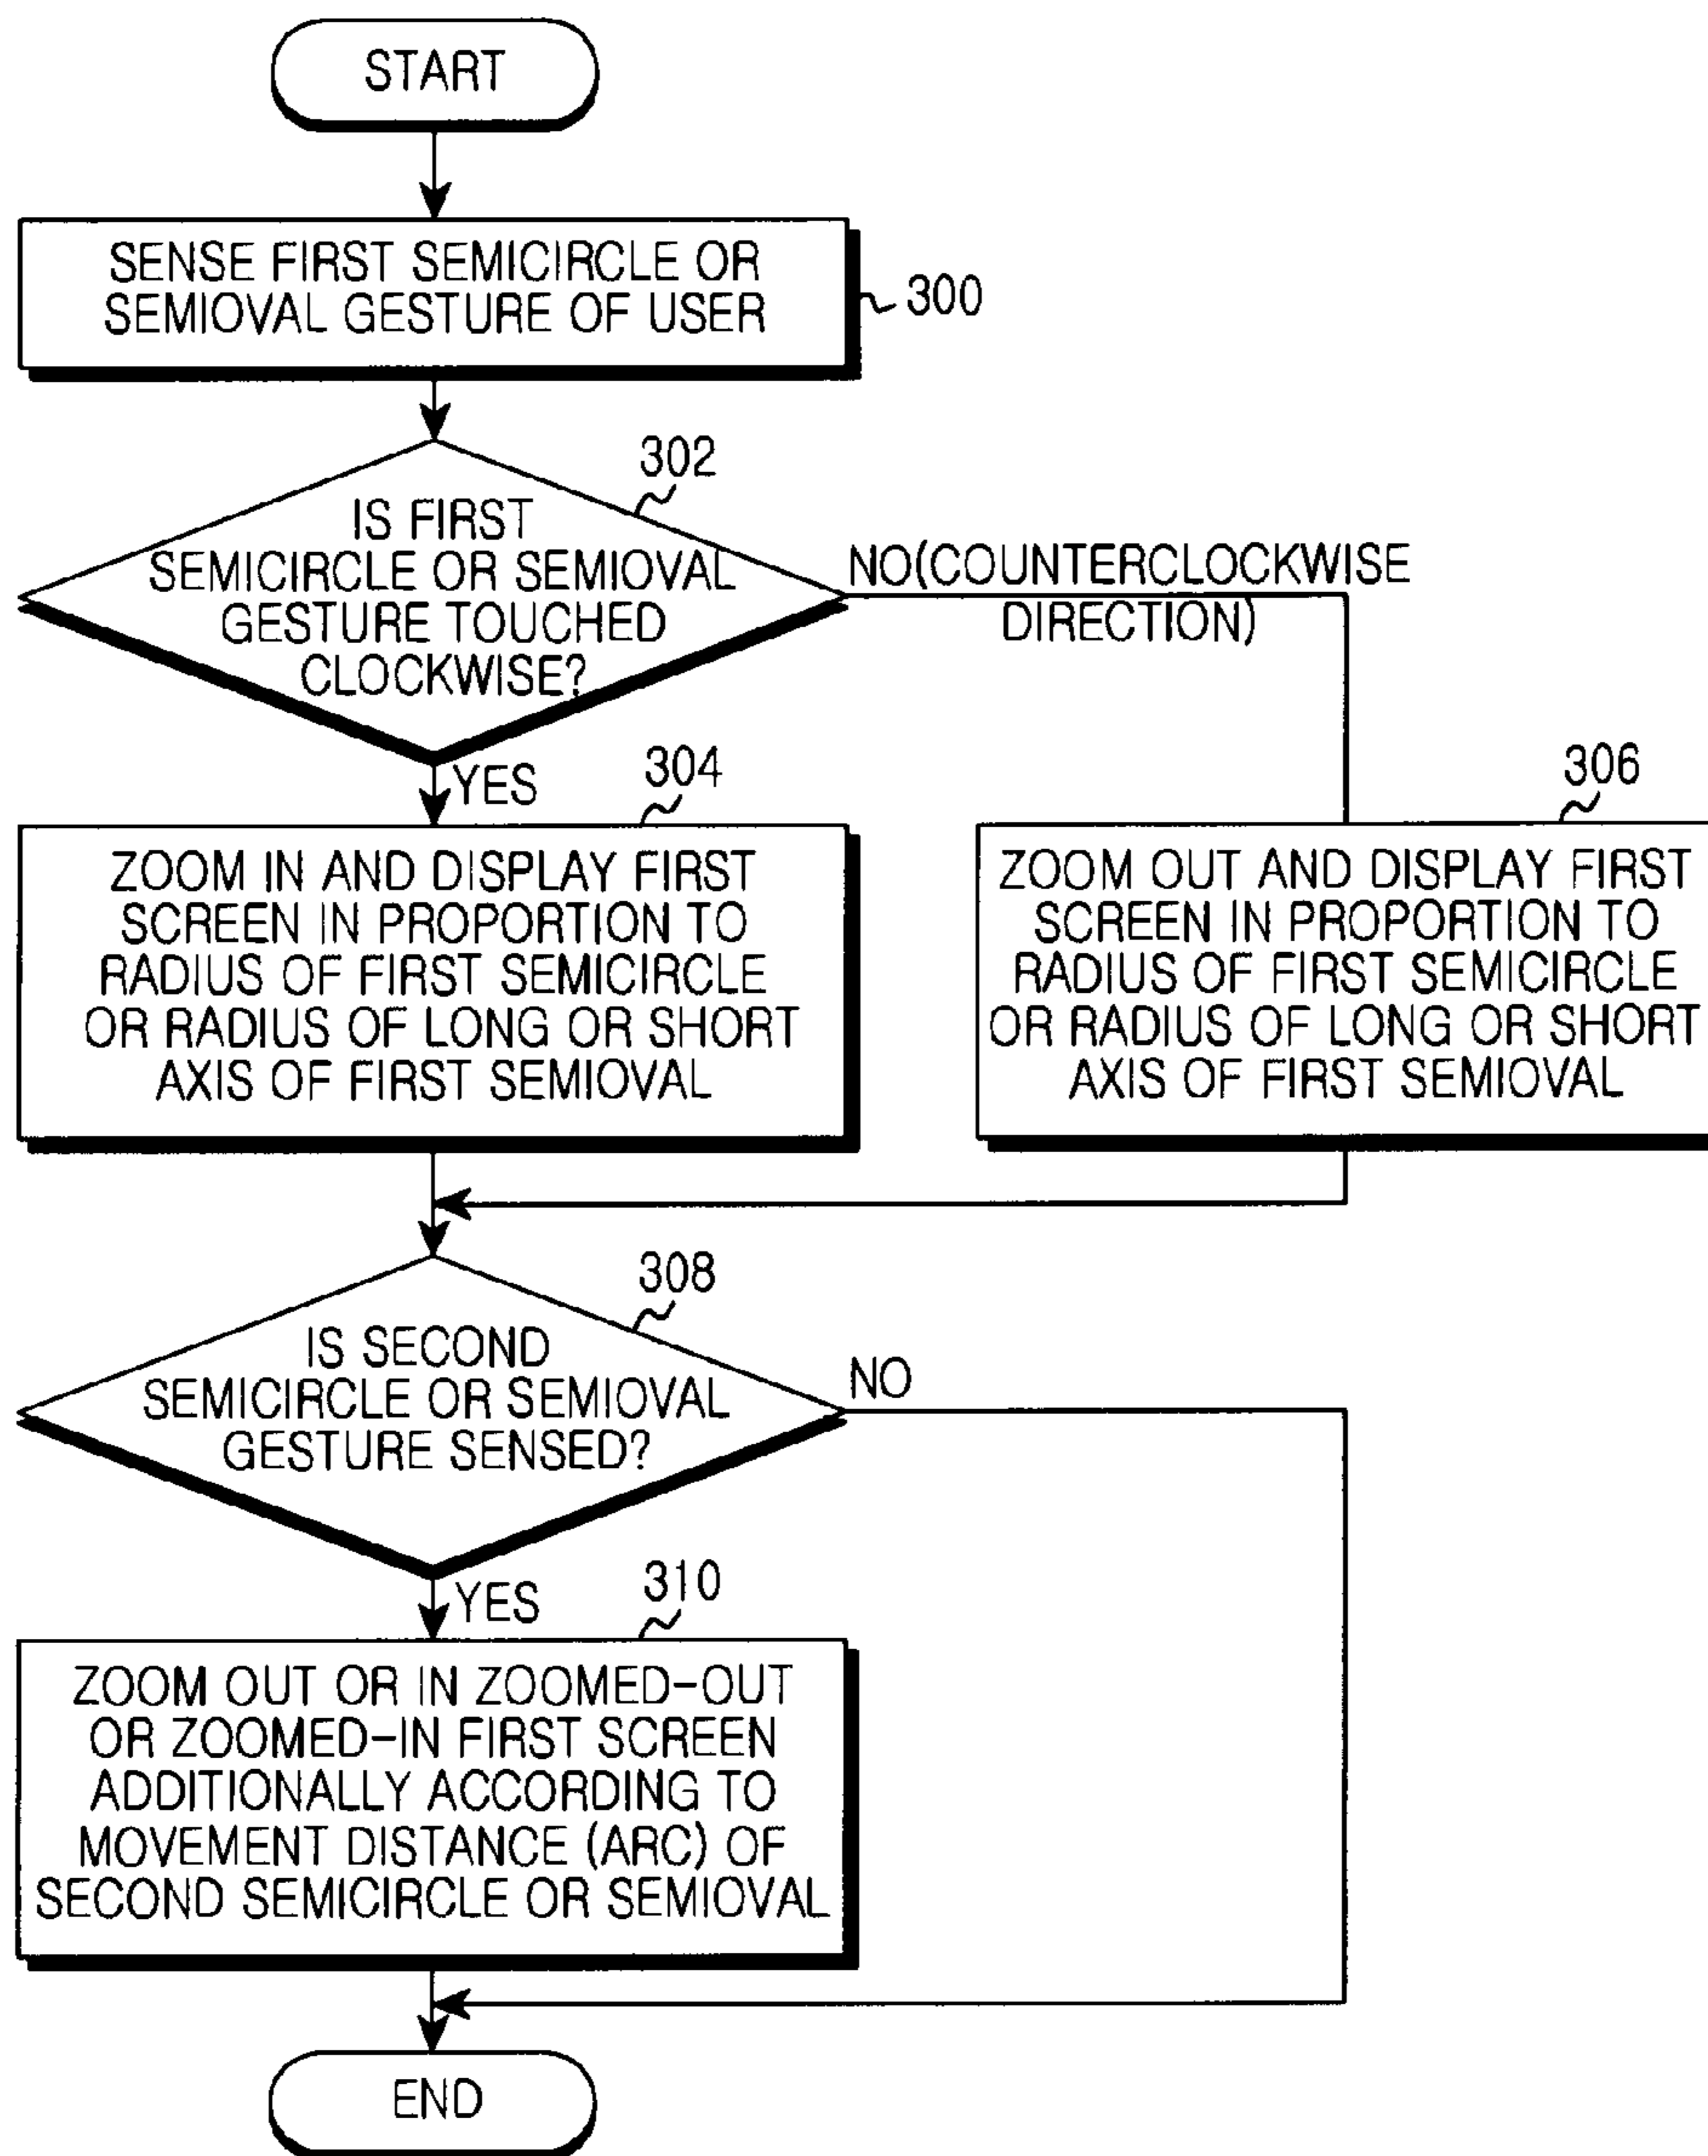 START
SENSE FIRST SEMICIRCLE OR
SEMIOVAL GESTURE OF USER
300
302
IS FIRST
SEMICIRCLE OR SEMIOVAL
GESTURE TOUCHED
CLOCKWISE?
NO(COUNTERCLOCKWISE
DIRECTION)
YES
304
ZOOM IN AND DISPLAY FIRST
SCREEN IN PROPORTION TO
RADIUS OF FIRST SEMICIRCLE
OR RADIUS OF LONG OR SHORT
AXIS OF FIRST SEMIOVAL
306
ZOOM OUT AND DISPLAY FIRST
SCREEN IN PROPORTION TO
RADIUS OF FIRST SEMICIRCLE
OR RADIUS OF LONG OR SHORT
AXIS OF FIRST SEMIOVAL
308
IS SECOND
SEMICIRCLE OR SEMIOVAL
GESTURE SENSED?
NO
YES
310
ZOOM OUT OR IN ZOOMED-OUT
OR ZOOMED-IN FIRST SCREEN
ADDITIONALLY ACCORDING TO
MOVEMENT DISTANCE (ARC) OF
SECOND SEMICIRCLE OR SEMIOVAL
END